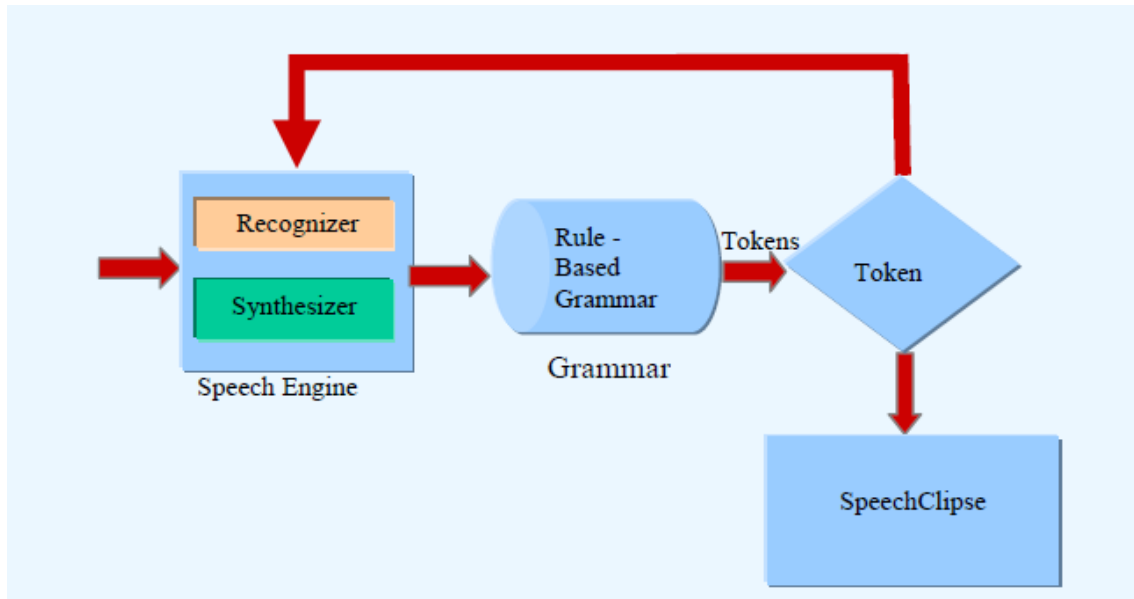 Recognizer
Synthesizer
Speech Engine
Rule -
Based
Grammar
Grammar
Tokens
Token
SpeechClipse